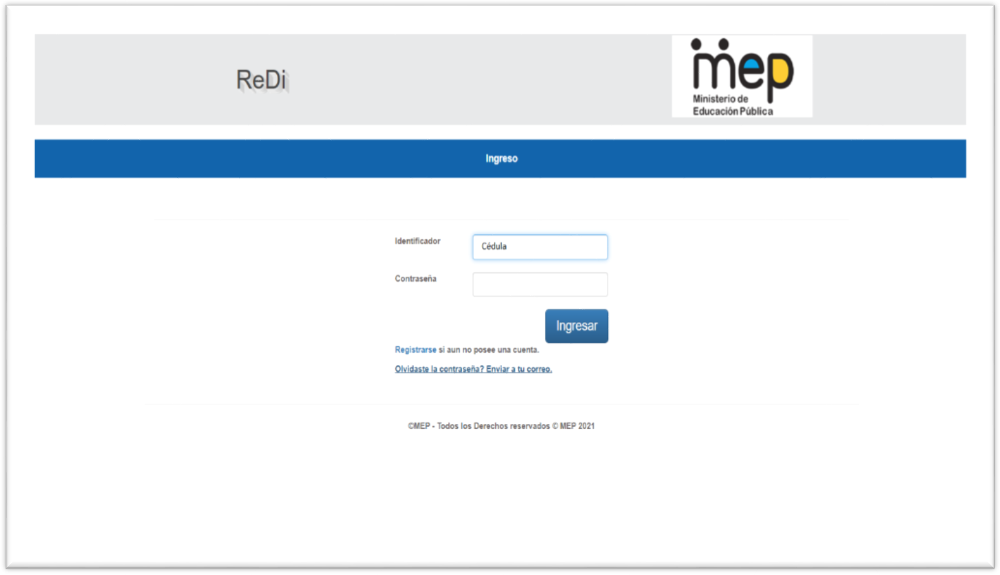 ReDi
mep
Ministerio de
Educación Pública
Ingreso
Identificador
Cédula
Contraseña
Ingresar
Registrarse si aun no posee una cuenta.
Olvidaste la contraseña? Enviar a tu correo.
©MEP - Todos los Derechos reservados © MEP 2021